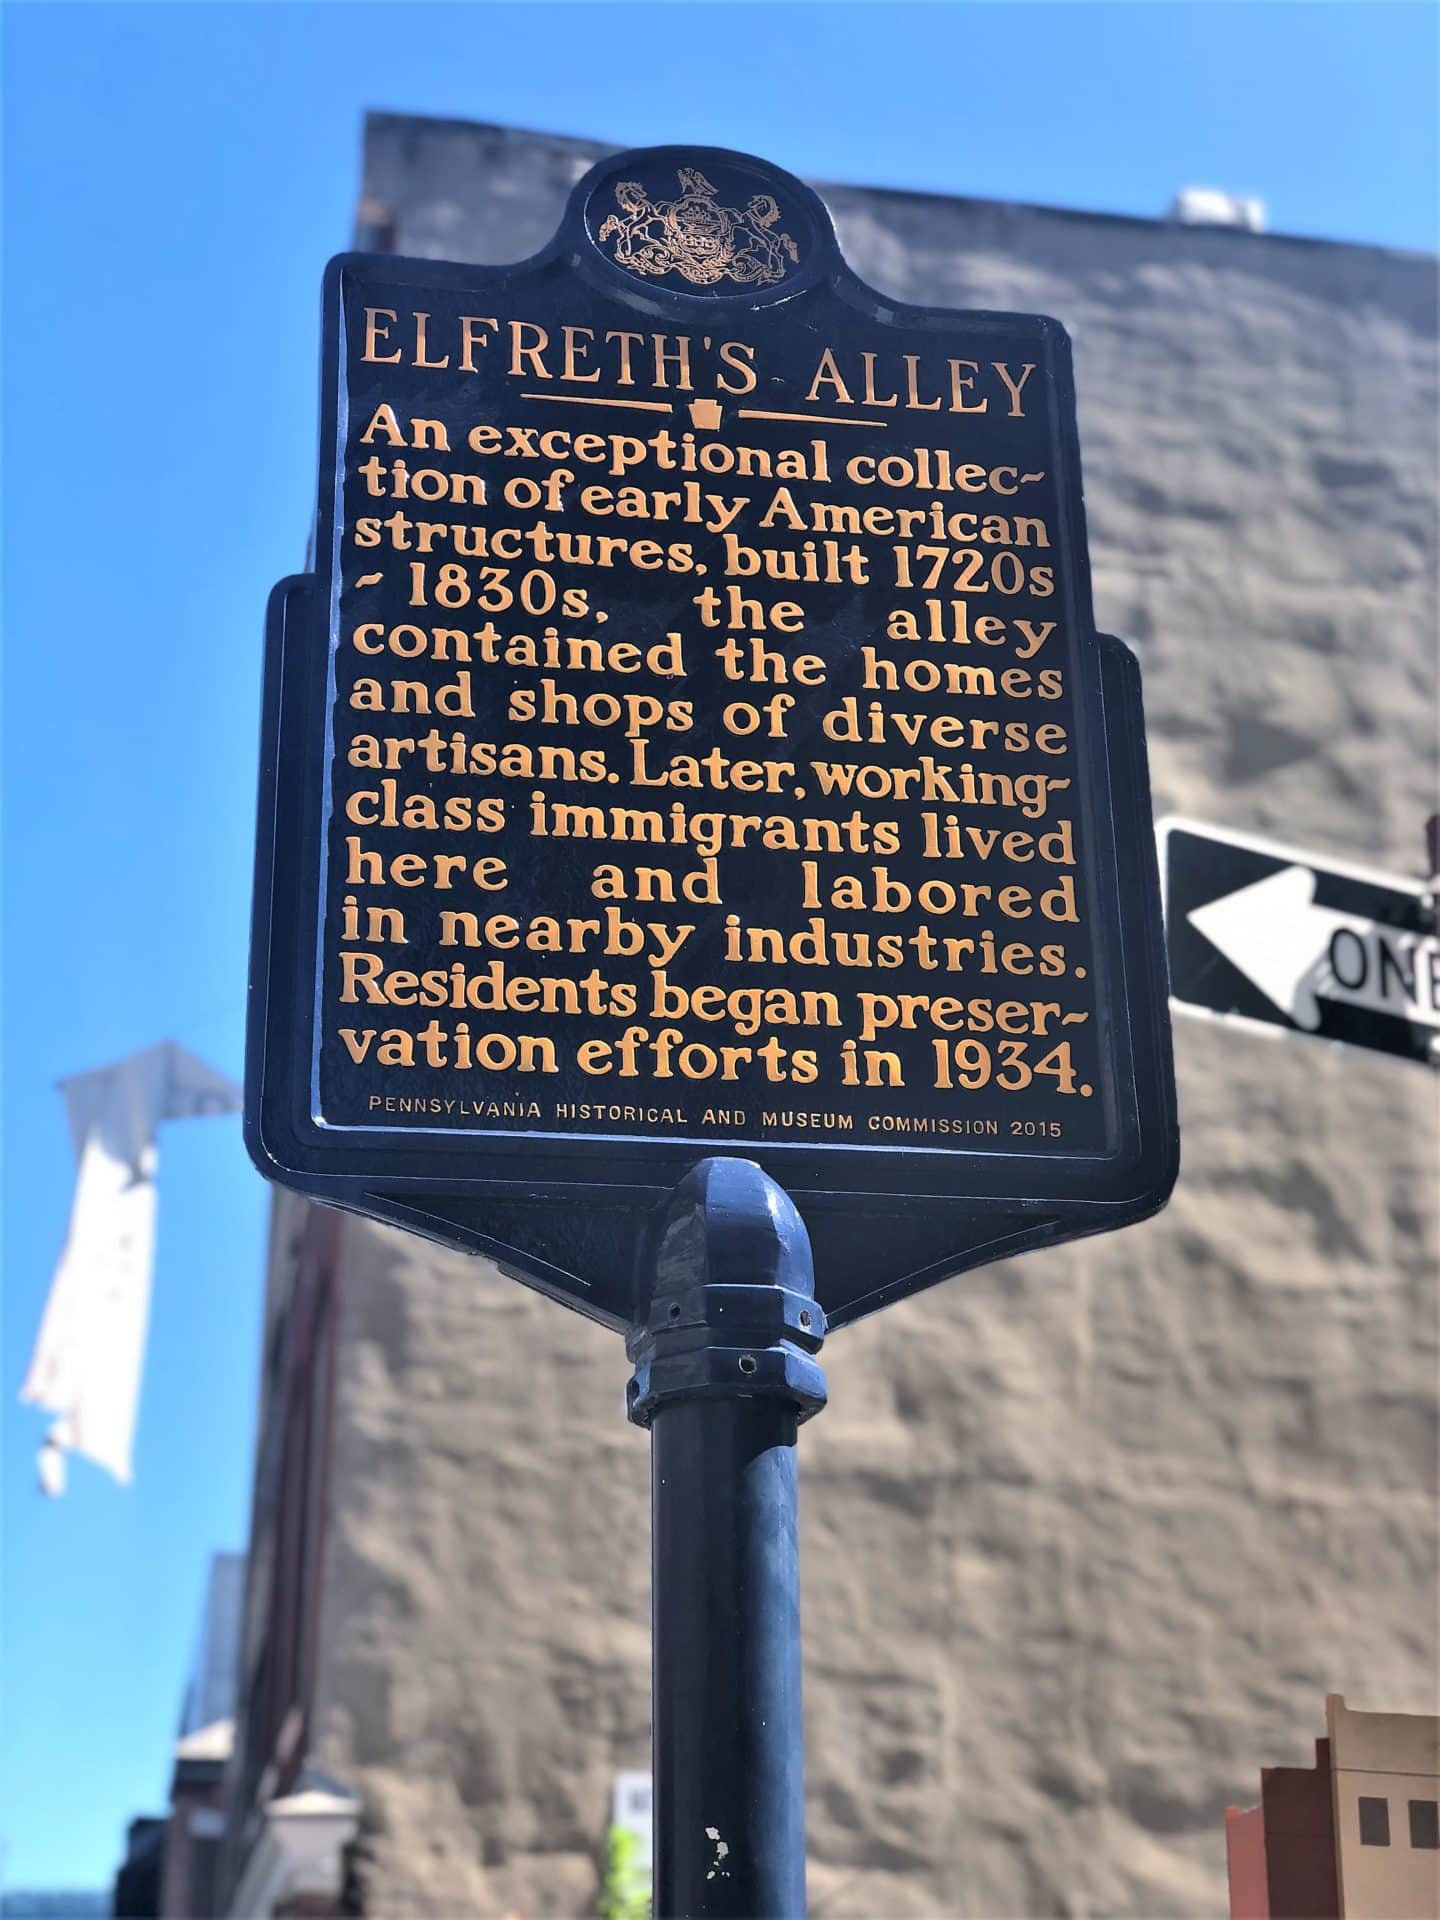 ELFRETH'S ALLEY
An exceptional collec-
tion of early American
structures, built 1720s
- 1830s, the alley
contained the homes
and shops of diverse
artisans. Later, working-
class immigrants lived
here and labored
in nearby industries.
Residents began preser-
vation efforts in 1934.
PENNSYLVANIA HISTORICAL AND MUSEUM COMMISSION 2015
ONE